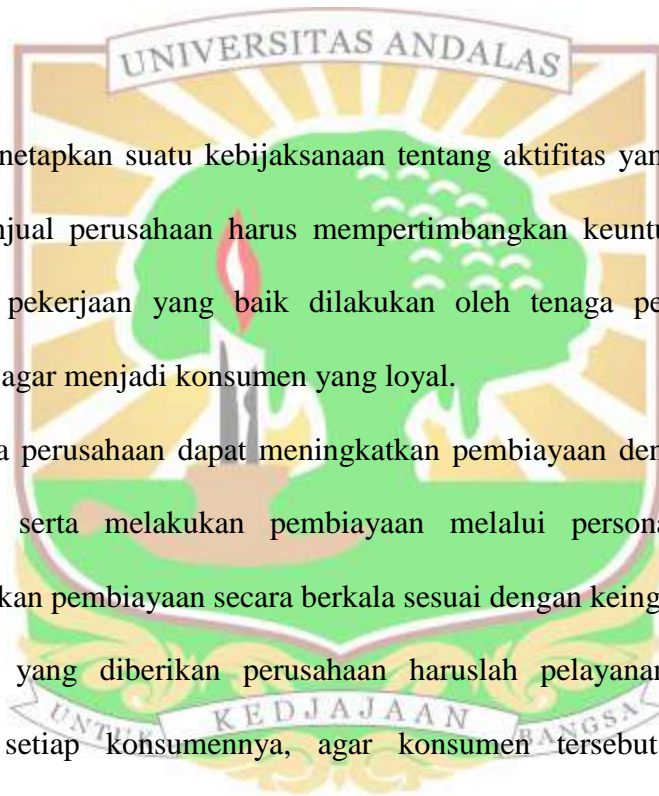 UNIVERSITAS ANDALAS
netapkan suatu kebijaksanaan tentang aktifitas yan
njual perusahaan harus mempertimbangkan keuntu
pekerjaan yang baik dilakukan oleh tenaga pe
agar menjadi konsumen yang loyal.
a perusahaan dapat meningkatkan pembiayaan den
serta melakukan pembiayaan melalui persona
kan pembiayaan secara berkala sesuai dengan keing
yang diberikan perusahaan haruslah pelayanan
UNTUK KEDJAJAAN BANGSA
setiap konsumennya, agar konsumen tersebut